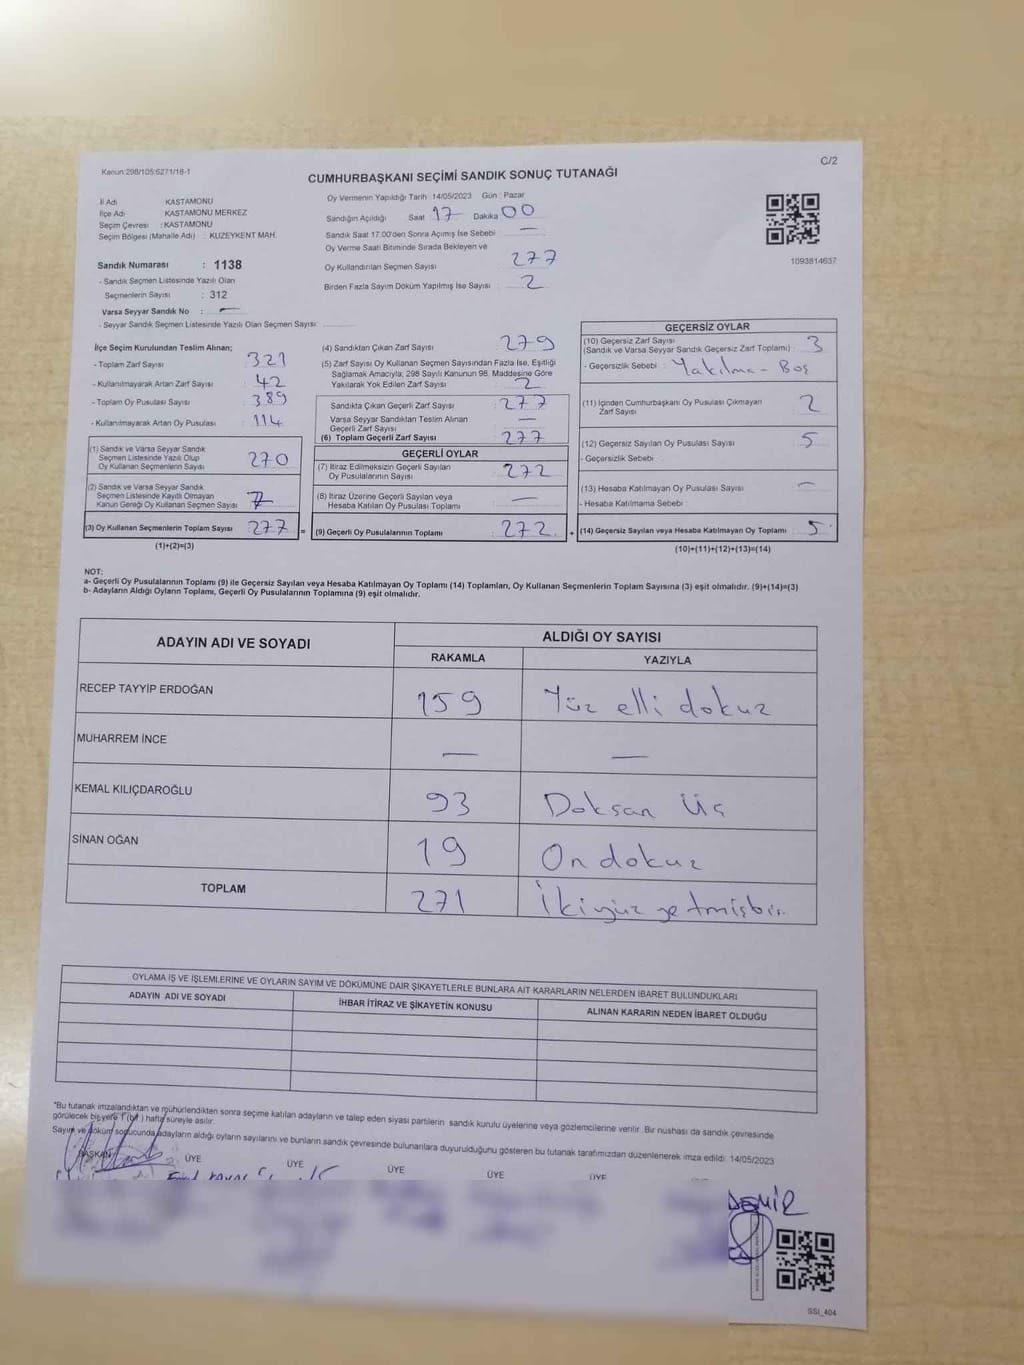 Kanun:298/105;6271/16-1
C/2
CUMHURBAŞKANI SEÇİMİ SANDIK SONUÇ TUTANAĞI
İl Adı KASTAMONU
İlçe Adı KASTAMONU MERKEZ
Seçim Çevresi : KASTAMONU
Seçim Bölgesi (Mahalle Adı) : KUZEYKENT MAH.
Sandık Numarası : 1138
- Sandık Seçmen Listesinde Yazılı Olan
Seçmenlerin Sayısı : 312
Varsa Seyyar Sandık No : —
- Seyyar Sandık Seçmen Listesinde Yazılı Olan Seçmen Sayısı:
Oy Vermenin Yapıldığı Tarih : 14/05/2023 Gün : Pazar
Sandığın Açıldığı Saat 17 Dakika 00
Sandık Saat 17:00'den Sonra Açılmış İse Sebebi —
Oy Verme Saati Bitiminde Sırada Bekleyen ve
Oy Kullandırılan Seçmen Sayısı 277
Birden Fazla Sayım Döküm Yapılmış İse Sayısı 2
1093814637
İlçe Seçim Kurulundan Teslim Alınan;
- Toplam Zarf Sayısı 321
- Kullanılmayarak Artan Zarf Sayısı 42
- Toplam Oy Pusulası Sayısı 389
- Kullanılmayarak Artan Oy Pusulası 114
(1) Sandık ve Varsa Seyyar Sandık
Seçmen Listesinde Yazılı Olup
Oy Kullanan Seçmenlerin Sayısı 270
(2) Sandık ve Varsa Seyyar Sandık
Seçmen Listesinde Kayıtlı Olmayan
Kanun Gereği Oy Kullanan Seçmen Sayısı 7
(3) Oy Kullanan Seçmenlerin Toplam Sayısı 277 =
(1)+(2)=(3)
(4) Sandıktan Çıkan Zarf Sayısı 279
(5) Zarf Sayısı Oy Kullanan Seçmen Sayısından Fazla İse, Eşitliği
Sağlamak Amacıyla; 298 Sayılı Kanunun 98. Maddesine Göre
Yakılarak Yok Edilen Zarf Sayısı 2
Sandıkta Çıkan Geçerli Zarf Sayısı 277
Varsa Seyyar Sandıktan Teslim Alınan
Geçerli Zarf Sayısı —
(6) Toplam Geçerli Zarf Sayısı 277
GEÇERLİ OYLAR
(7) İtiraz Edilmeksizin Geçerli Sayılan
Oy Pusulalarının Sayısı 272
(8) İtiraz Üzerine Geçerli Sayılan veya
Hesaba Katılan Oy Pusulası Toplamı —
(9) Geçerli Oy Pusulalarının Toplamı 272 +
GEÇERSİZ OYLAR
(10) Geçersiz Zarf Sayısı
(Sandık ve Varsa Seyyar Sandık Geçersiz Zarf Toplamı) 3
- Geçersizlik Sebebi : Yakılma - Boş
(11) İçinden Cumhurbaşkanı Oy Pusulası Çıkmayan
Zarf Sayısı 2
(12) Geçersiz Sayılan Oy Pusulası Sayısı 5
- Geçersizlik Sebebi
(13) Hesaba Katılmayan Oy Pusulası Sayısı —
- Hesaba Katılmama Sebebi
(14) Geçersiz Sayılan veya Hesaba Katılmayan Oy Toplamı 5
(10)+(11)+(12)+(13)=(14)
NOT:
a- Geçerli Oy Pusulalarının Toplamı (9) ile Geçersiz Sayılan veya Hesaba Katılmayan Oy Toplamı (14) Toplamları, Oy Kullanan Seçmenlerin Toplam Sayısına (3) eşit olmalıdır. (9)+(14)=(3)
b- Adayların Aldığı Oyların Toplamı, Geçerli Oy Pusulalarının Toplamına (9) eşit olmalıdır.
ADAYIN ADI VE SOYADI
ALDIĞI OY SAYISI
RAKAMLA YAZIYLA
RECEP TAYYİP ERDOĞAN 159 Yüz elli dokuz
MUHARREM İNCE — —
KEMAL KILIÇDAROĞLU 93 Doksan Üç
SİNAN OĞAN 19 On dokuz
TOPLAM 271 İkiyüz yetmişbir
OYLAMA İŞ VE İŞLEMLERİNE VE OYLARIN SAYIM VE DÖKÜMÜNE DAİR ŞİKAYETLERLE BUNLARA AİT KARARLARIN NELERDEN İBARET BULUNDUKLARI
ADAYIN ADI VE SOYADI İHBAR İTİRAZ VE ŞİKAYETİN KONUSU ALINAN KARARIN NEDEN İBARET OLDUĞU
*Bu tutanak imzalandıktan ve mühürlendikten sonra seçime katılan adayların ve talep eden siyasi partilerin sandık kurulu üyelerine veya gözlemcilerine verilir. Bir nüshası da sandık çevresinde
görülecek bir yere 1 (bir) hafta süreyle asılır.
Sayım ve döküm sonucunda adayların aldığı oyların sayılarını ve bunların sandık çevresinde bulunanlara duyurulduğunu gösteren bu tutanak tarafımızdan düzenlenerek imza edildi. 14/05/2023
BAŞKAN ÜYE ÜYE ÜYE ÜYE ÜYE
DEMİR
SSI_404